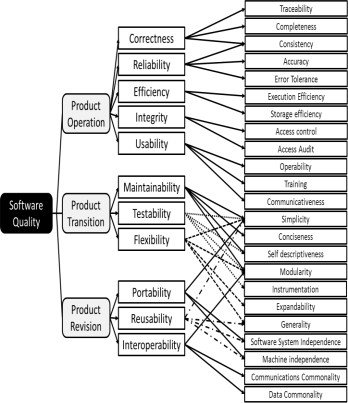 Software
Quality
Product
Operation
Product
Transition
Product
Revision
Correctness
Reliability
Efficiency
Integrity
Usability
Maintainability
Testability
Flexibility
Portability
Reusability
Interoperability
Traceability
Completeness
Consistency
Accuracy
Error Tolerance
Execution Efficiency
Storage efficiency
Access control
Access Audit
Operability
Training
Communicativeness
Simplicity
Conciseness
Self descriptiveness
Modularity
Instrumentation
Expandability
Generality
Software System Independence
Machine independence
Communications Commonality
Data Commonality